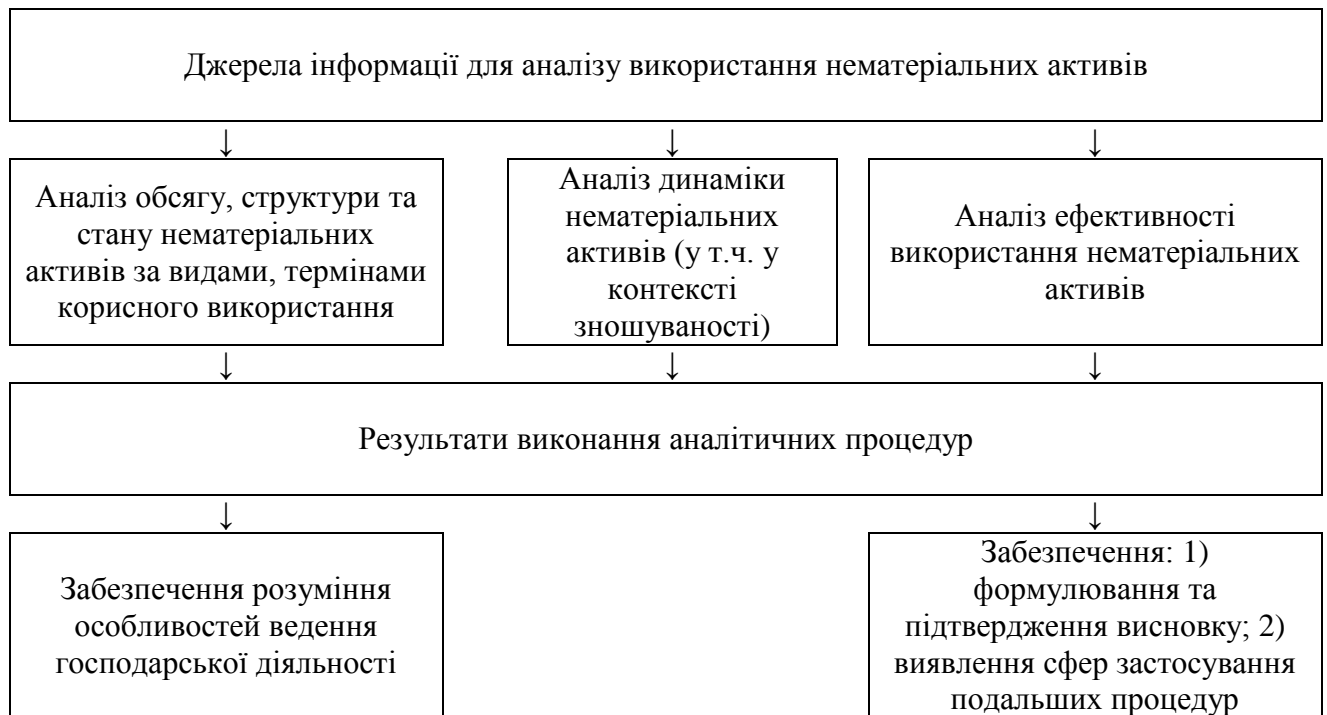 Джерела інформації для аналізу використання нематеріальних активів
↓ ↓ ↓
Аналіз обсягу, структури та
стану нематеріальних
активів за видами, термінами
корисного використання
Аналіз динаміки
нематеріальних
активів (у т.ч. у
контексті
зношуваності)
Аналіз ефективності
використання нематеріальних
активів
↓ ↓ ↓
Результати виконання аналітичних процедур
↓ ↓
Забезпечення розуміння
особливостей ведення
господарської діяльності
Забезпечення: 1)
формулювання та
підтвердження висновку; 2)
виявлення сфер застосування
подальших процедур